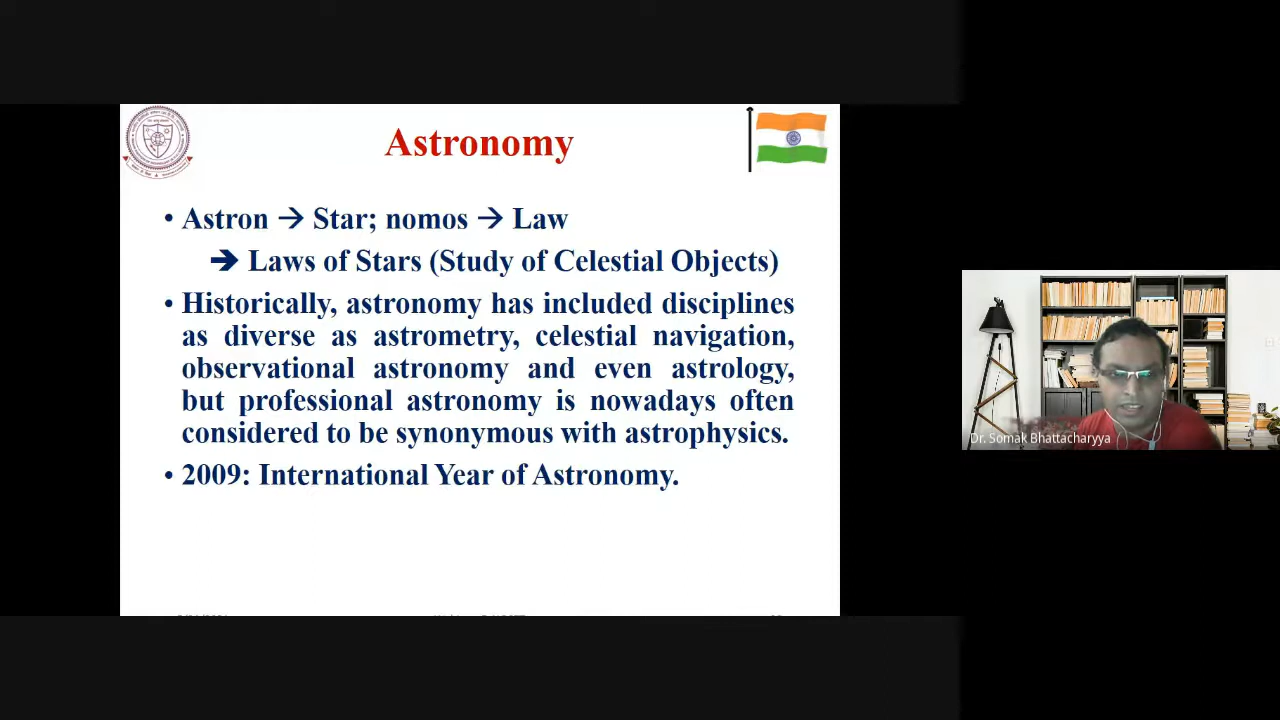 Astronomy
• Astron → Star; nomos → Law
➔ Laws of Stars (Study of Celestial Objects)
• Historically, astronomy has included disciplines
as diverse as astrometry, celestial navigation,
observational astronomy and even astrology,
but professional astronomy is nowadays often
considered to be synonymous with astrophysics.
• 2009: International Year of Astronomy.
Dr. Somak Bhattacharyya